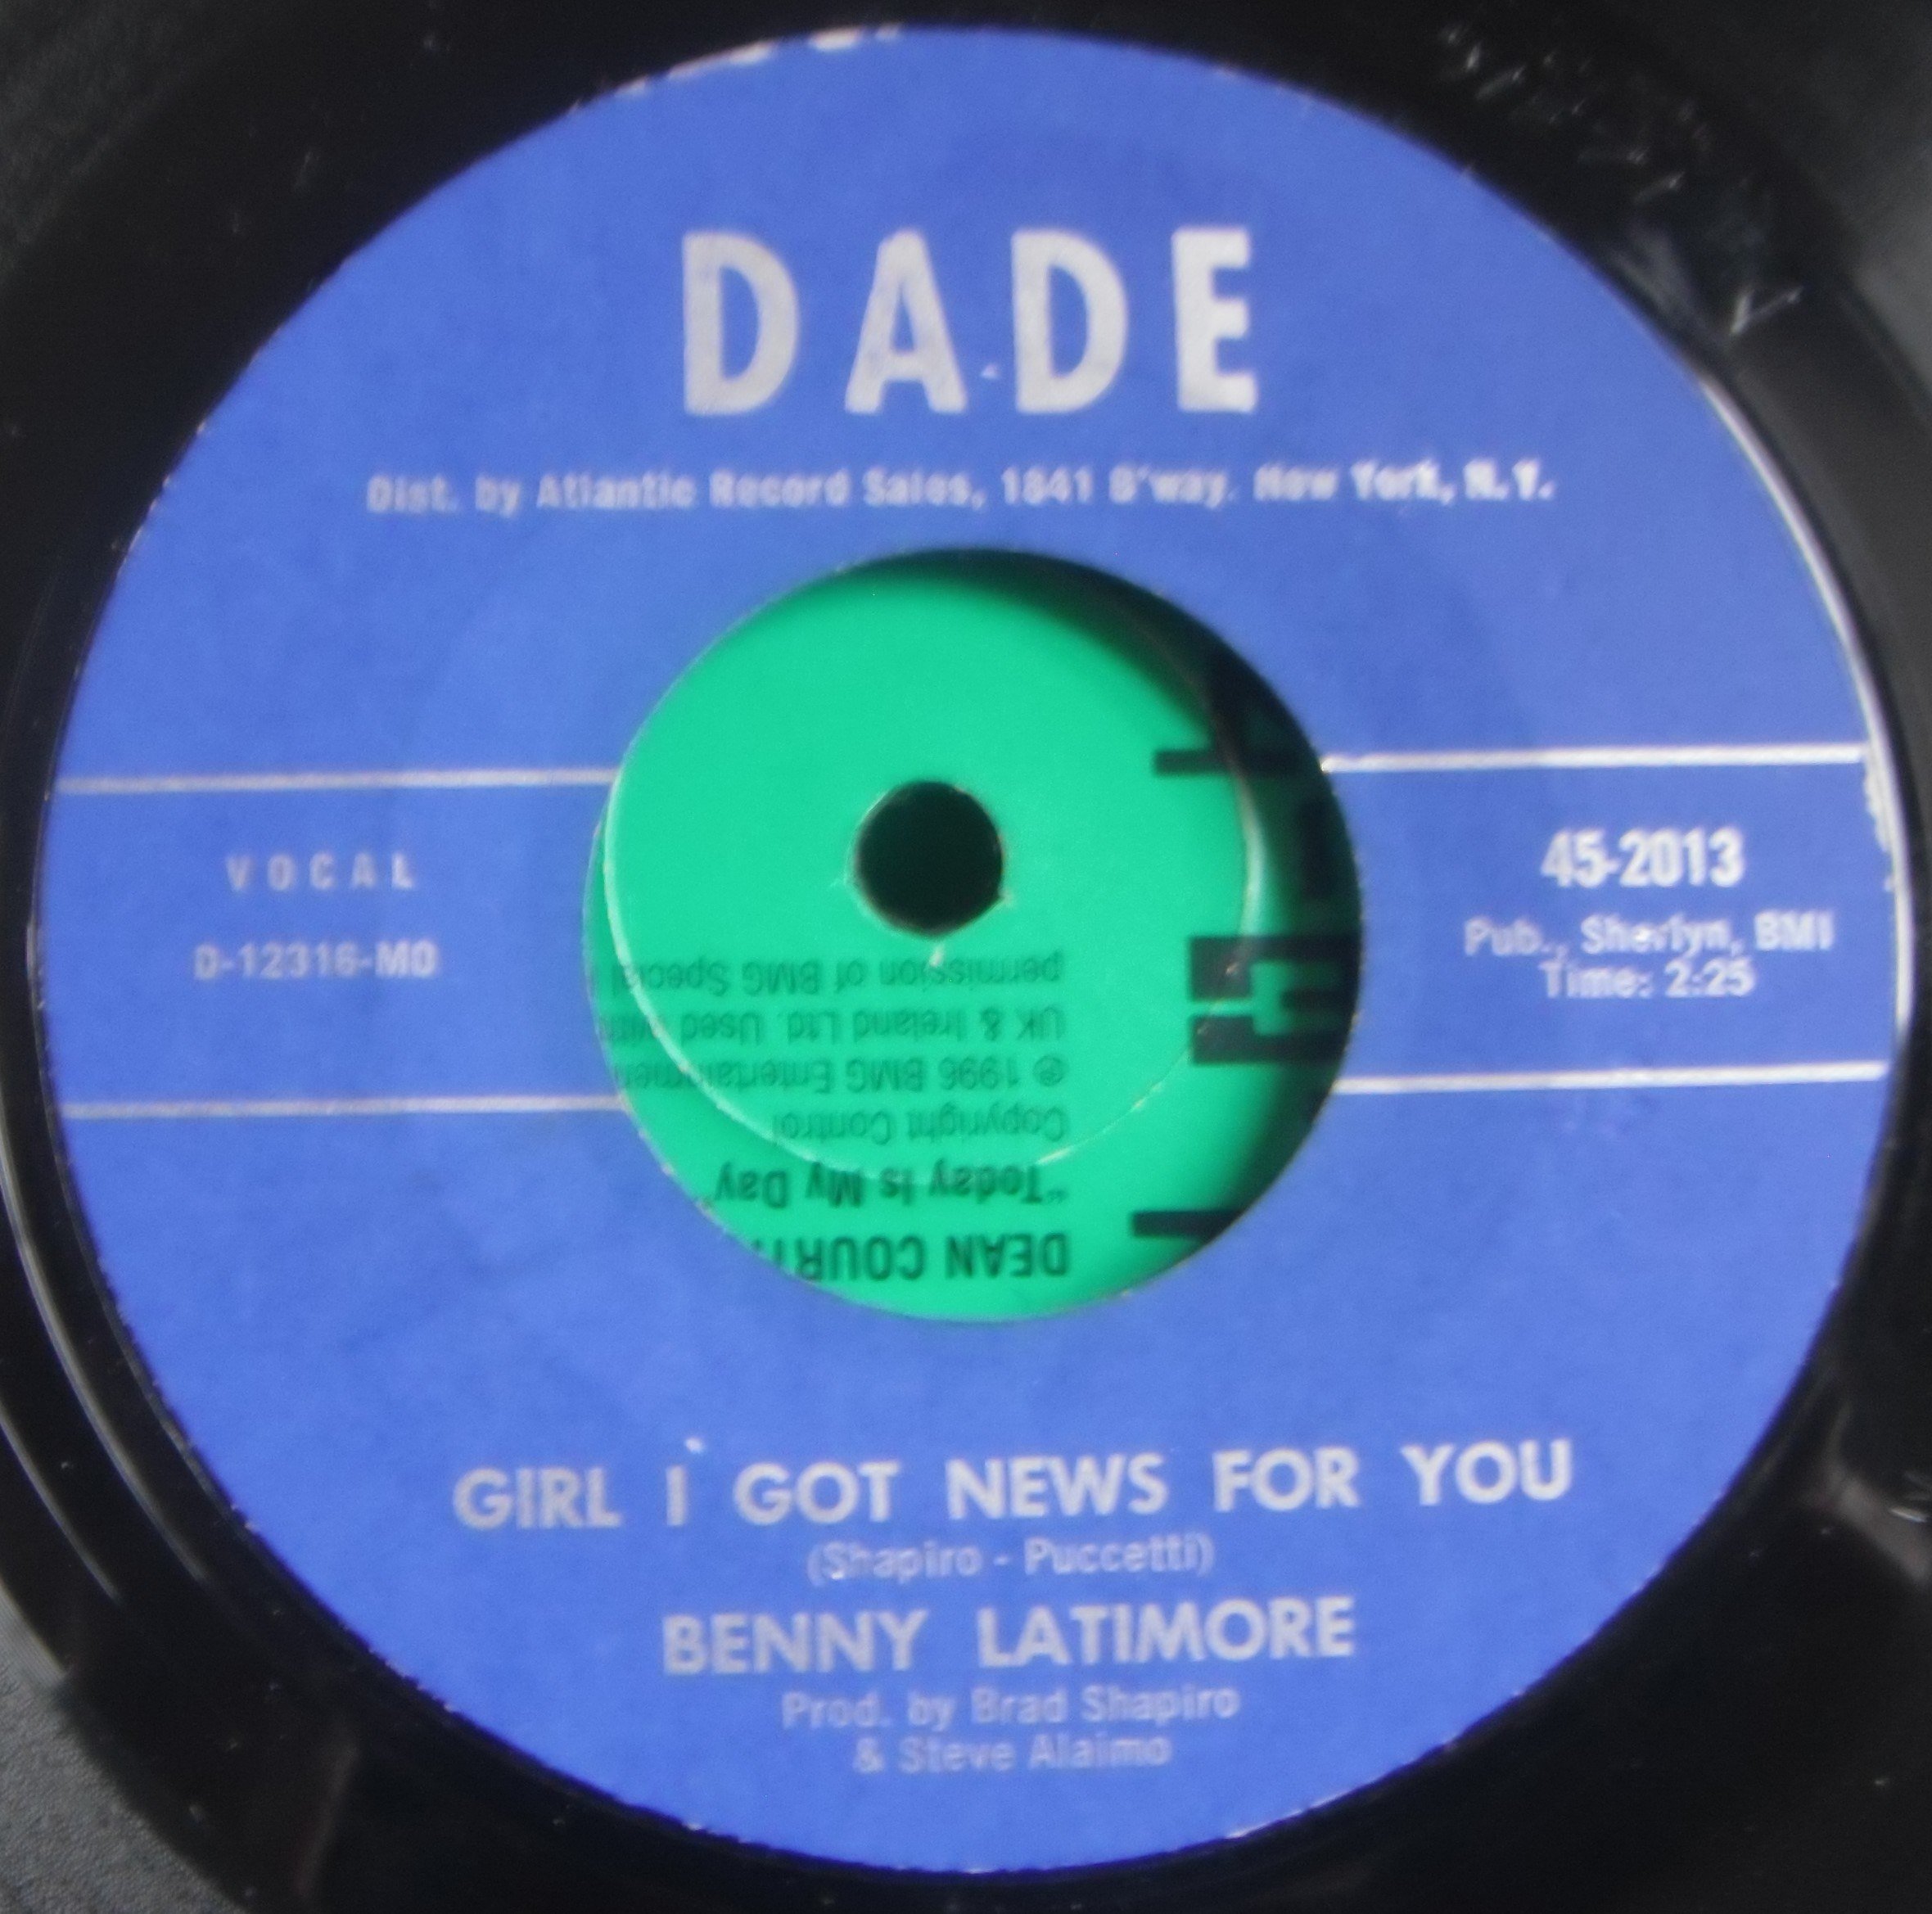 DADE
Dist. by Atlantic Record Sales, 1841 B'way. New York, N.Y.
VOCAL
D-12316-MO
45-2013
Pub., Sherlyn, BMI
Time: 2:25
GIRL I GOT NEWS FOR YOU
(Shapiro - Puccetti)
BENNY LATIMORE
Prod. by Brad Shapiro
& Steve Alaimo
DEAN COURT
"Today Is My Day
Copyright Control
℗ 1996 BMG Entertainmen
UK & Ireland Ltd. Used with
permission of BMG Special